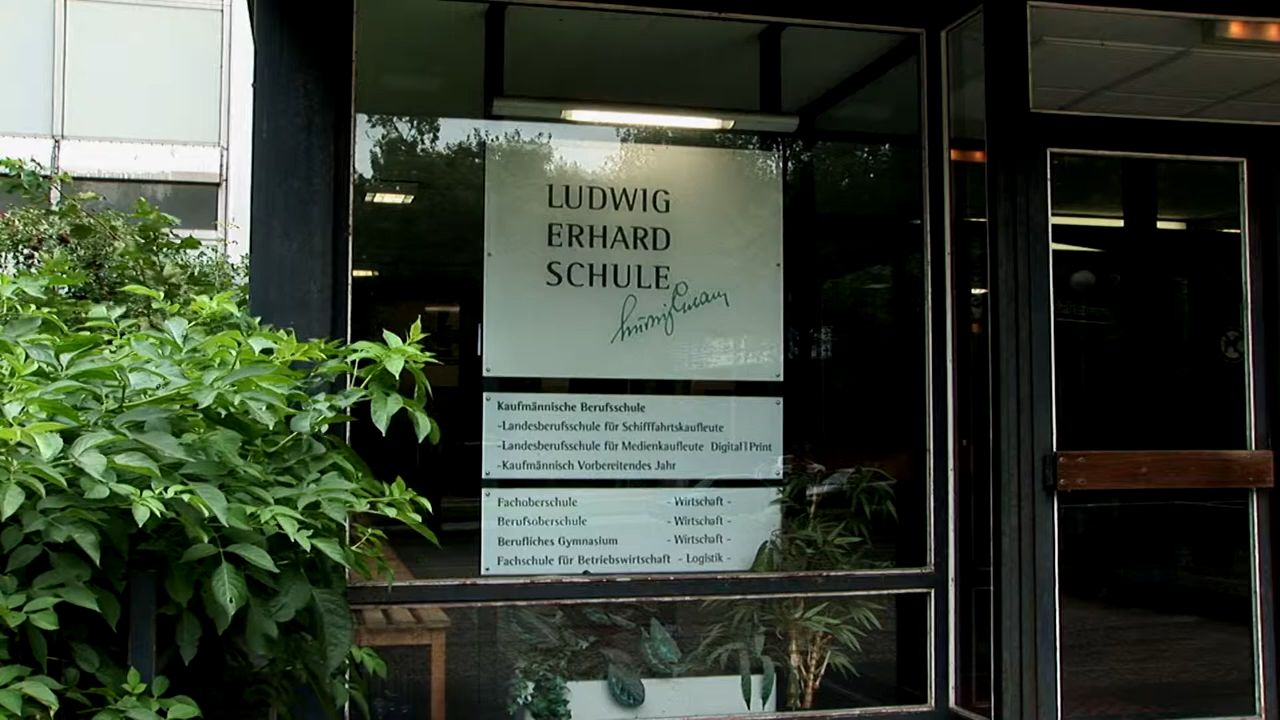 LUDWIG
ERHARD
SCHULE
Kaufmännische Berufsschule
-Landesberufsschule für Schifffahrtskaufleute
-Landesberufsschule für Medienkaufleute Digital|Print
-Kaufmännisch Vorbereitendes Jahr
Fachoberschule - Wirtschaft -
Berufsoberschule - Wirtschaft -
Berufliches Gymnasium - Wirtschaft -
Fachschule für Betriebswirtschaft - Logistik -